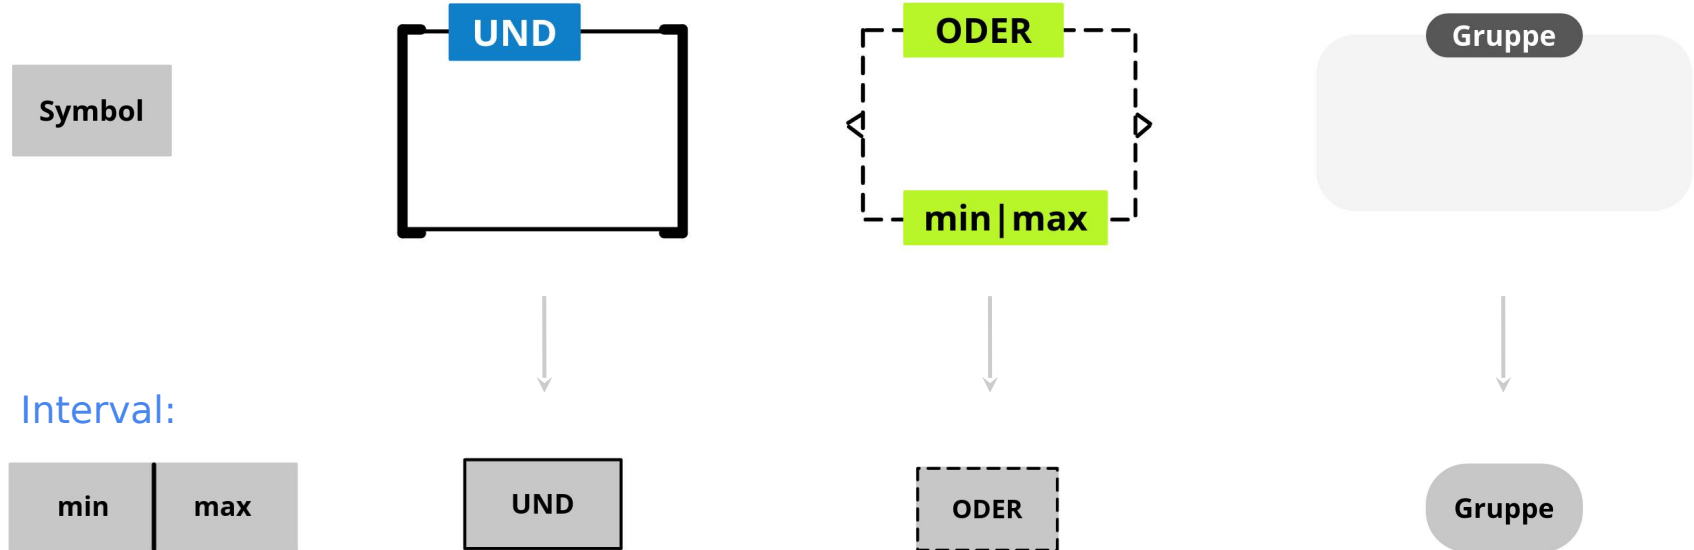 UND
ODER
Gruppe
Symbol
min|max
Interval:
min
max
UND
ODER
Gruppe